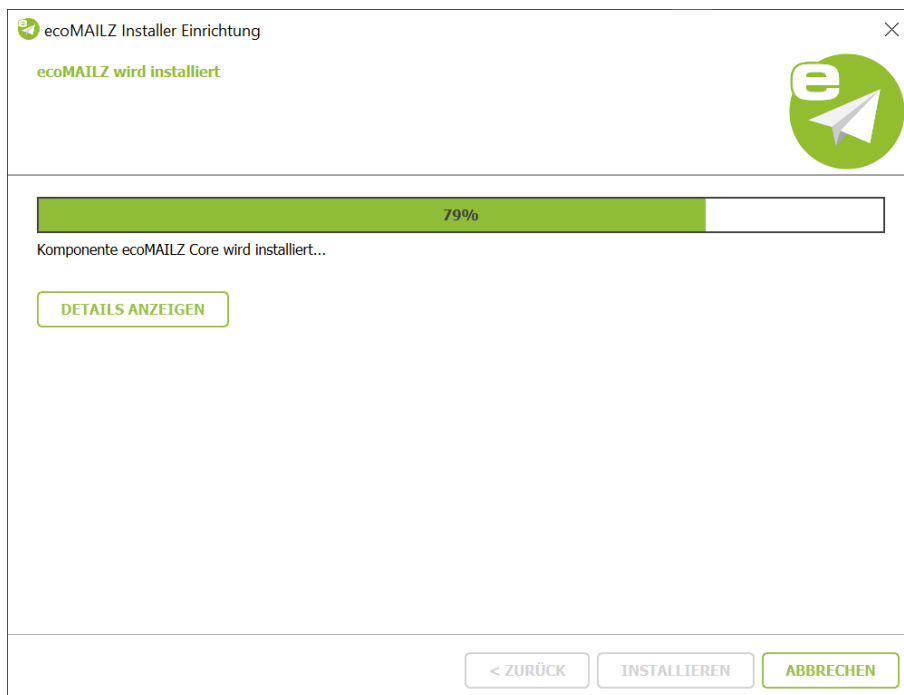 ecoMAILZ Installer Einrichtung
ecoMAILZ wird installiert
e
79%
Komponente ecoMAILZ Core wird installiert...
DETAILS ANZEIGEN
< ZURÜCK
INSTALLIEREN
ABBRECHEN